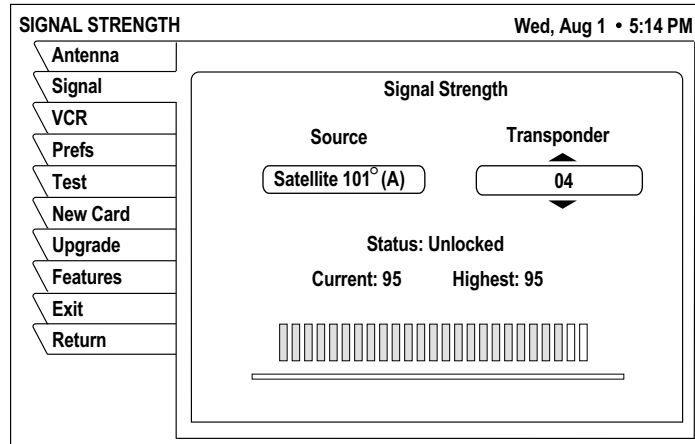 SIGNAL STRENGTH
Wed, Aug 1 • 5:14 PM
Antenna
Signal
VCR
Prefs
Test
New Card
Upgrade
Features
Exit
Return
Signal Strength
Source
Transponder
Satellite 101° (A)
04
Status: Unlocked
Current: 95 Highest: 95